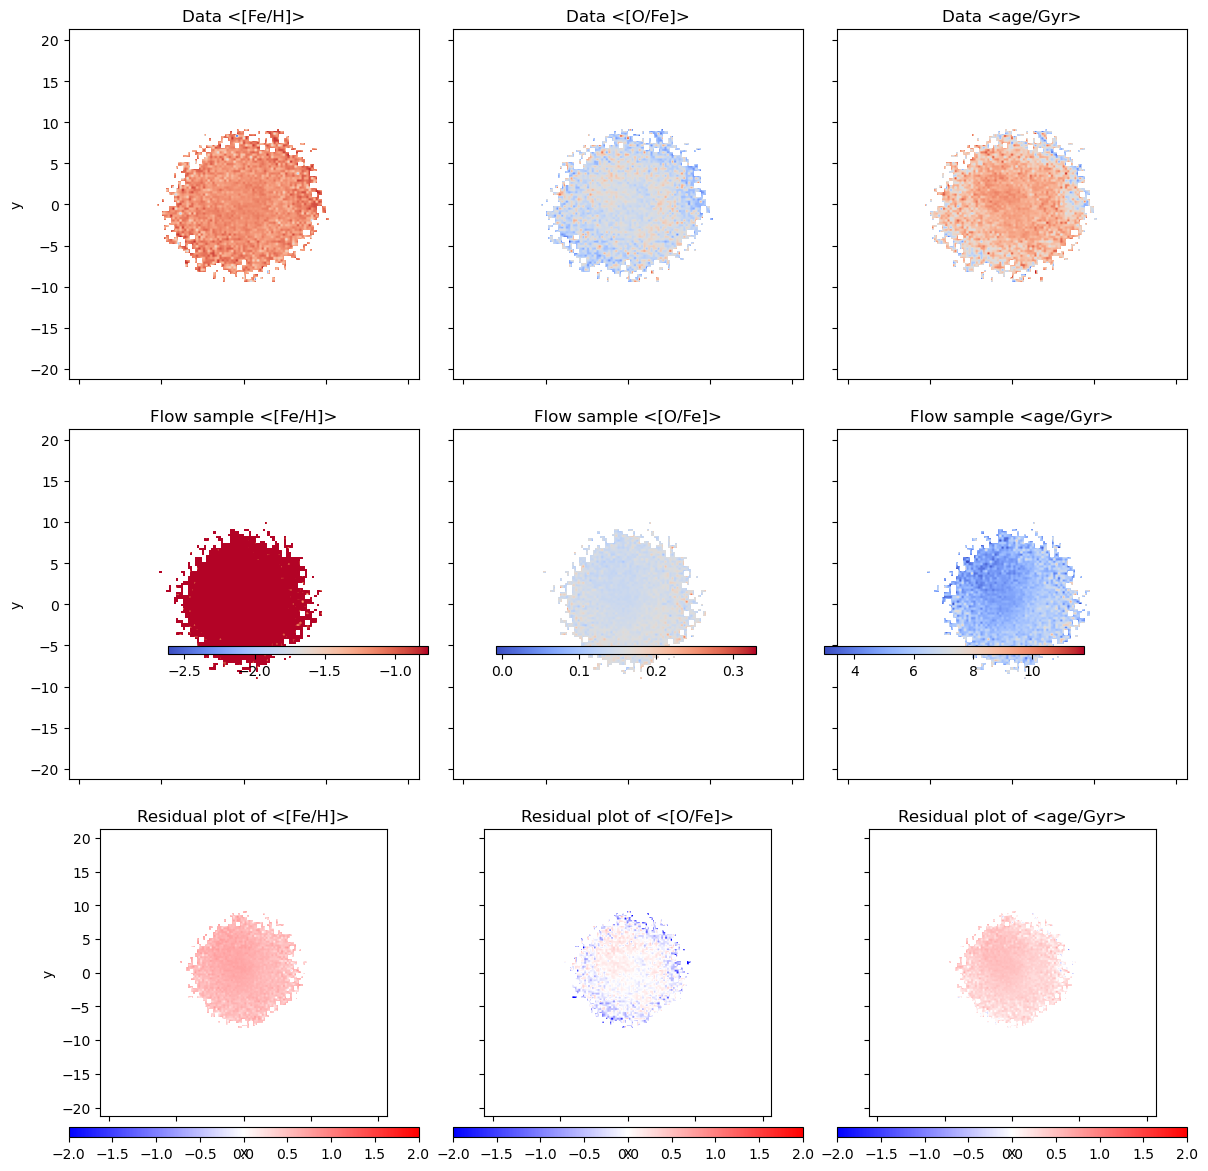 Data <[Fe/H]>
Data <[O/Fe]>
Data <age/Gyr>
20
15
10
5
0
−5
−10
−15
−20
y
Flow sample <[Fe/H]>
Flow sample <[O/Fe]>
Flow sample <age/Gyr>
20
15
10
5
0
−5
−10
−15
−20
y
−2.5 −2.0 −1.5 −1.0
0.0 0.1 0.2 0.3
4 6 8 10
Residual plot of <[Fe/H]>
Residual plot of <[O/Fe]>
Residual plot of <age/Gyr>
20
15
10
5
0
−5
−10
−15
−20
y
−2.0 −1.5 −1.0 −0.5 0.0 0.5 1.0 1.5 2.0
x
−2.0 −1.5 −1.0 −0.5 0.0 0.5 1.0 1.5 2.0
x
−2.0 −1.5 −1.0 −0.5 0.0 0.5 1.0 1.5 2.0
x